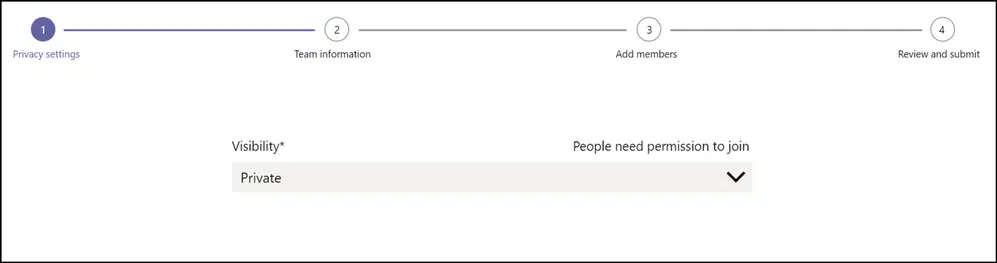 1 2 3 4
Privacy settings Team information Add members Review and submit
Visibility* People need permission to join
Private